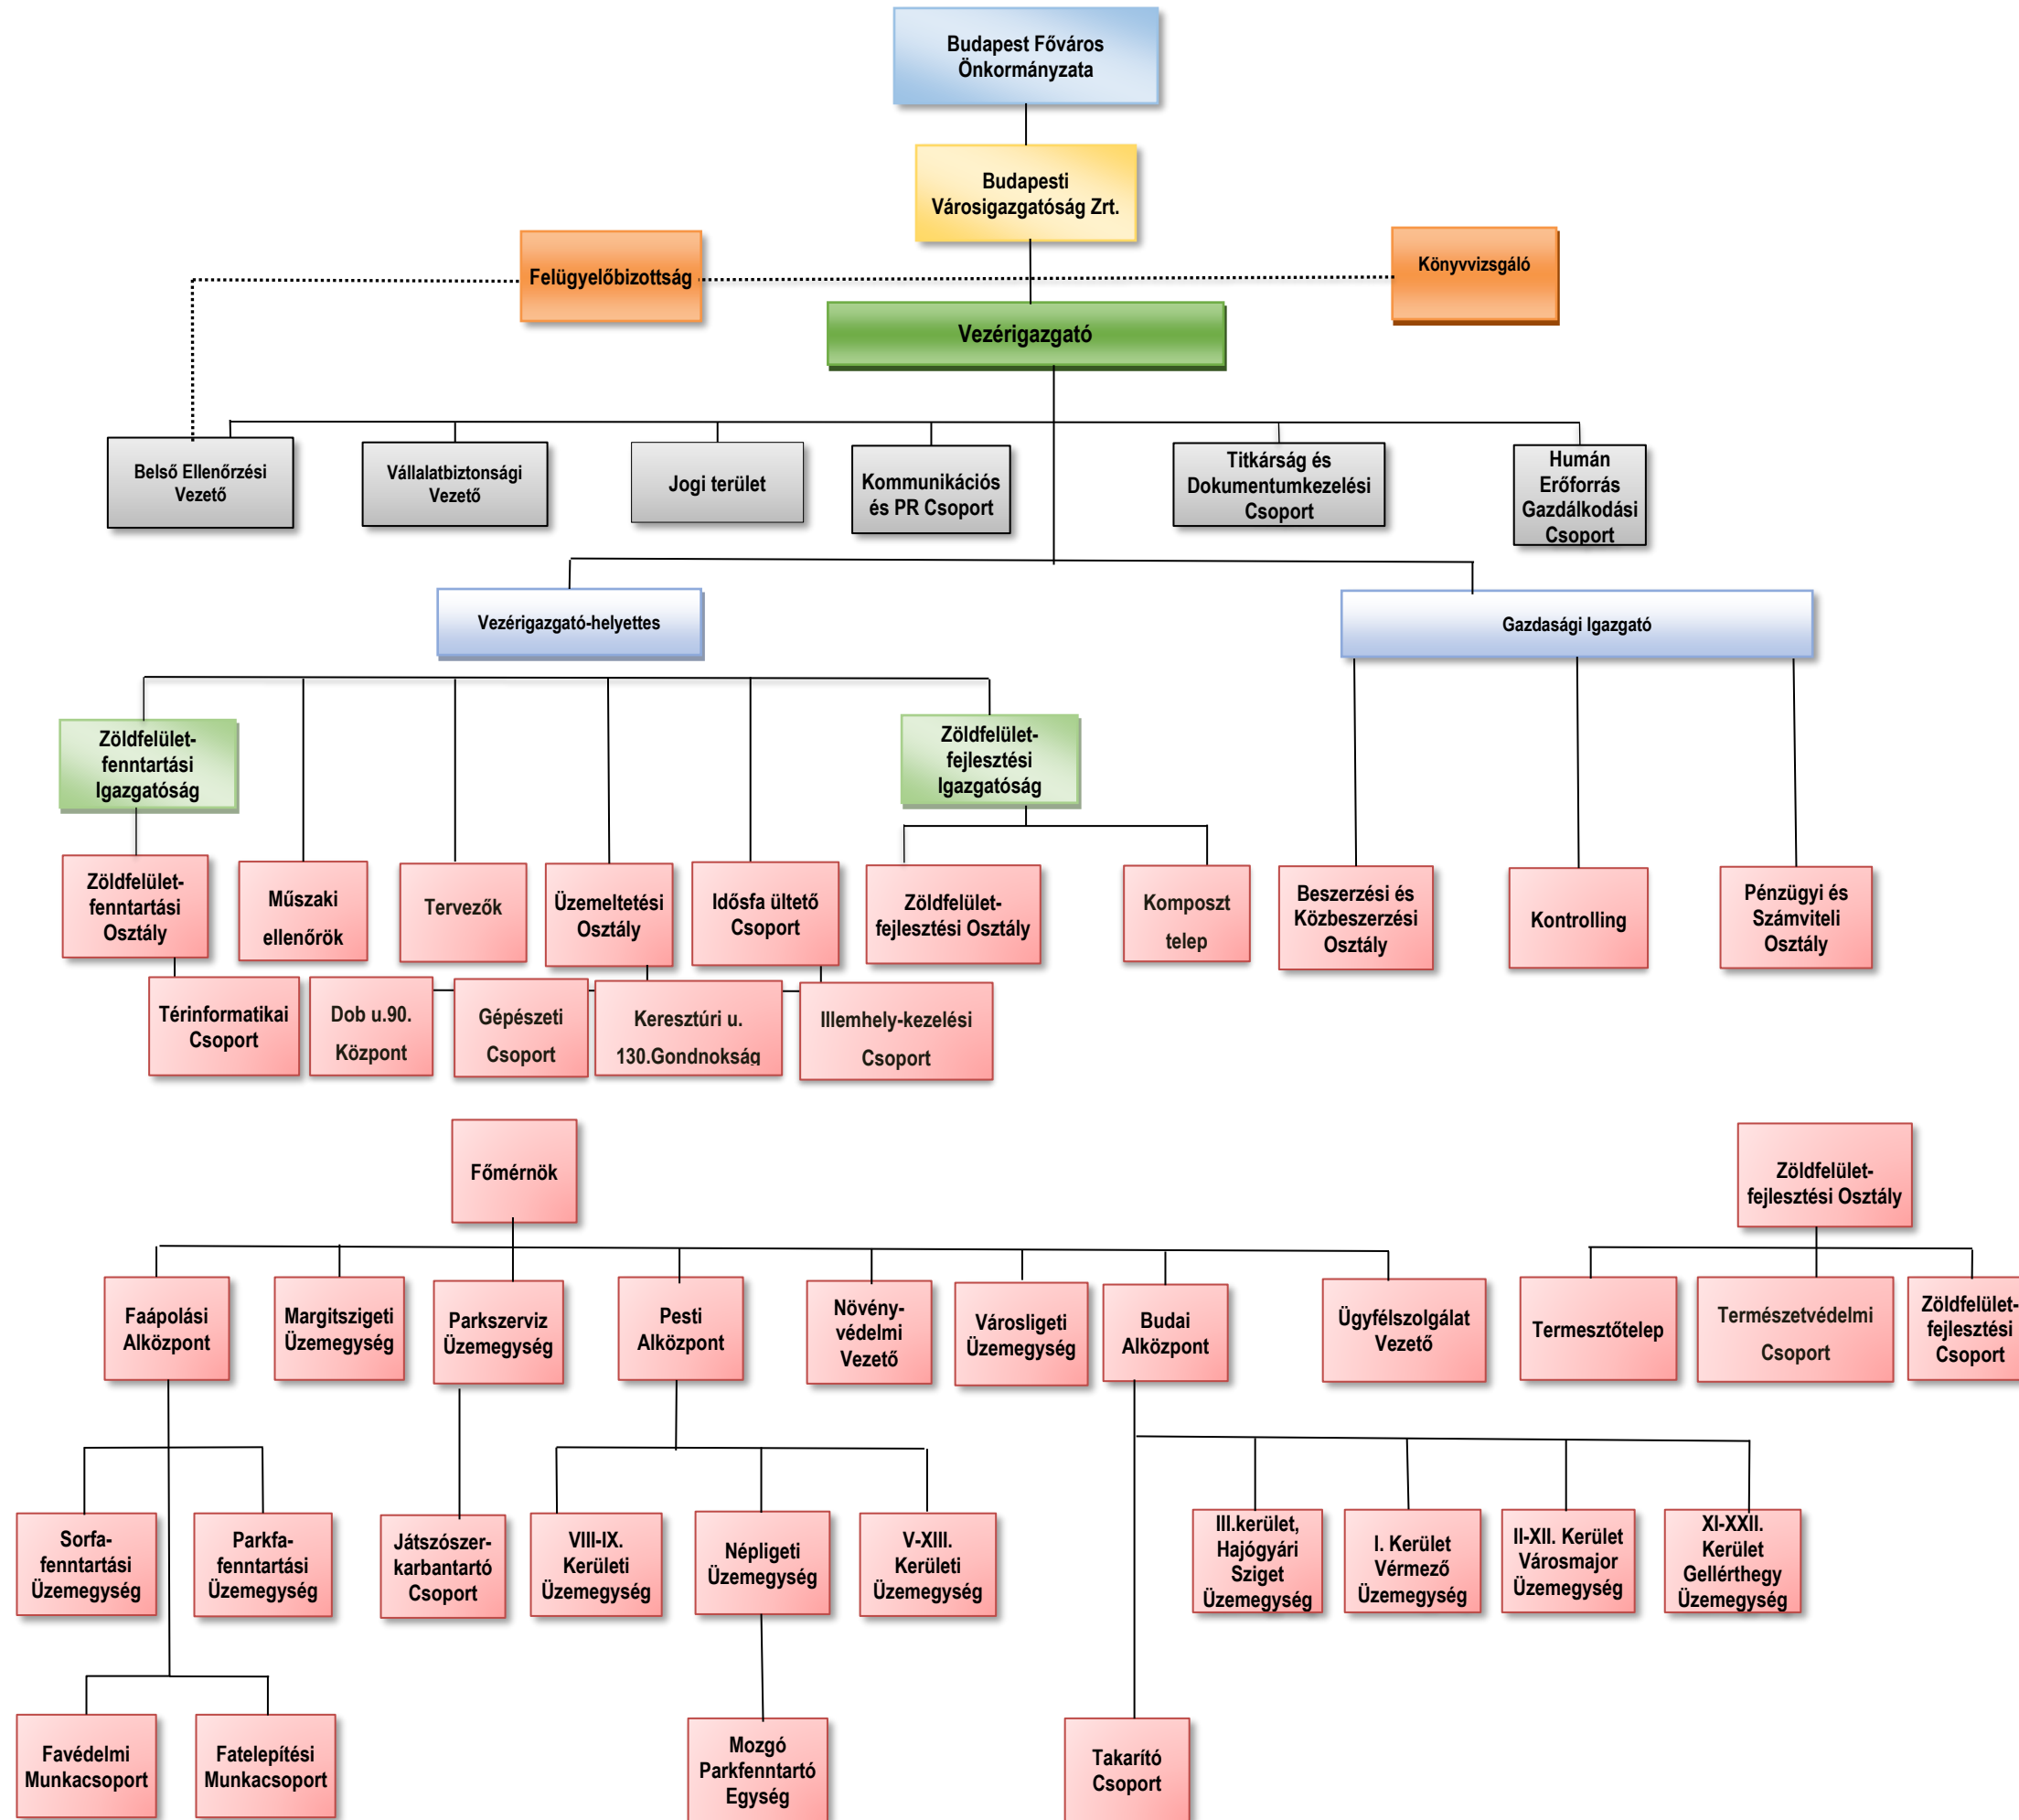 Budapest Főváros
Önkormányzata
Budapesti
Városigazgatóság Zrt.
Felügyelőbizottság
Könyvvizsgáló
Vezérigazgató
Belső Ellenőrzési
Vezető
Vállalatbiztonsági
Vezető
Jogi terület
Kommunikációs
és PR Csoport
Titkárság és
Dokumentumkezelési
Csoport
Humán
Erőforrás
Gazdálkodási
Csoport
Vezérigazgató-helyettes
Gazdasági Igazgató
Zöldfelület-
fenntartási
Igazgatóság
Zöldfelület-
fejlesztési
Igazgatóság
Zöldfelület-
fenntartási
Osztály
Műszaki
ellenőrök
Tervezők
Üzemeltetési
Osztály
Idősfa ültető
Csoport
Zöldfelület-
fejlesztési Osztály
Komposzt
telep
Beszerzési és
Közbeszerzési
Osztály
Kontrolling
Pénzügyi és
Számviteli
Osztály
Térinformatikai
Csoport
Dob u.90.
Központ
Gépészeti
Csoport
Keresztúri u.
130.Gondnokság
Illemhely-kezelési
Csoport
Főmérnök
Zöldfelület-
fejlesztési Osztály
Faápolási
Alközpont
Margitszigeti
Üzemegység
Parkszerviz
Üzemegység
Pesti
Alközpont
Növény-
védelmi
Vezető
Városligeti
Üzemegység
Budai
Alközpont
Ügyfélszolgálat
Vezető
Termesztőtelep
Természetvédelmi
Csoport
Zöldfelület-
fejlesztési
Csoport
Sorfa-
fenntartási
Üzemegység
Parkfa-
fenntartási
Üzemegység
Játszószer-
karbantartó
Csoport
VIII-IX.
Kerületi
Üzemegység
Népligeti
Üzemegység
V-XIII.
Kerületi
Üzemegység
III.kerület,
Hajógyári
Sziget
Üzemegység
I. Kerület
Vérmező
Üzemegység
II-XII. Kerület
Városmajor
Üzemegység
XI-XXII.
Kerület
Gellérthegy
Üzemegység
Favédelmi
Munkacsoport
Fatelepítési
Munkacsoport
Mozgó
Parkfenntartó
Egység
Takarító
Csoport